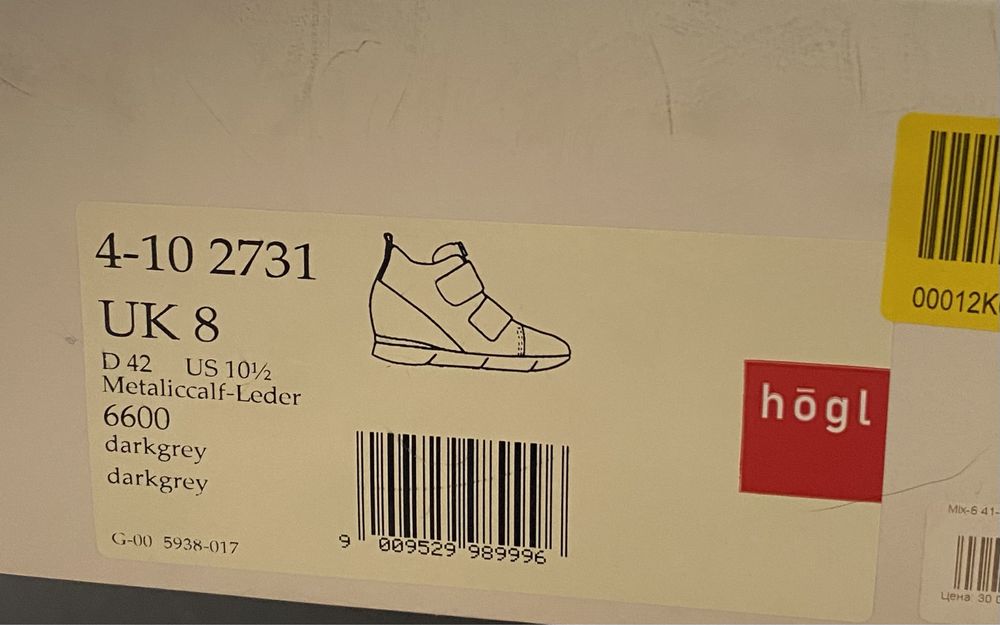 4-10 2731
UK 8
D 42 US 10½
Metaliccalf-Leder
6600
darkgrey
darkgrey
G-00 5938-017
9 009529 989996
hōgl
00012K
Mix-6 41-
Цена: 30